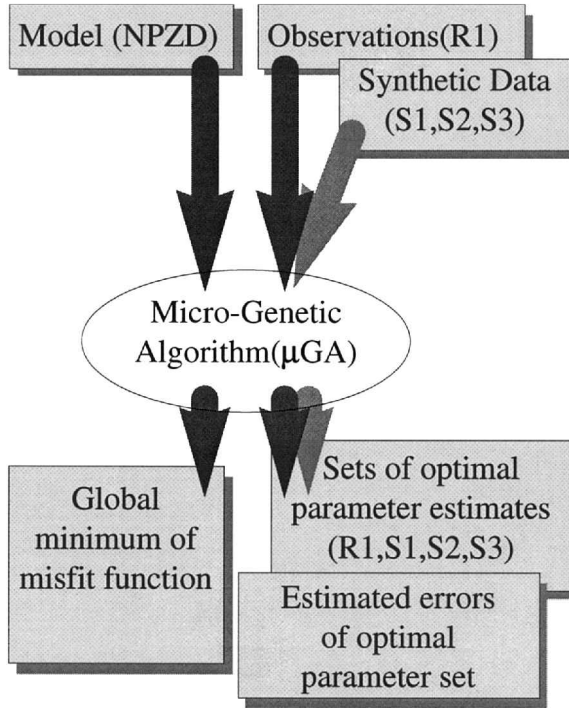 Model (NPZD)
Observations(R1)
Synthetic Data
(S1,S2,S3)
Micro-Genetic
Algorithm(μGA)
Global
minimum of
misfit function
Sets of optimal
parameter estimates
(R1,S1,S2,S3)
Estimated errors
of optimal
parameter set